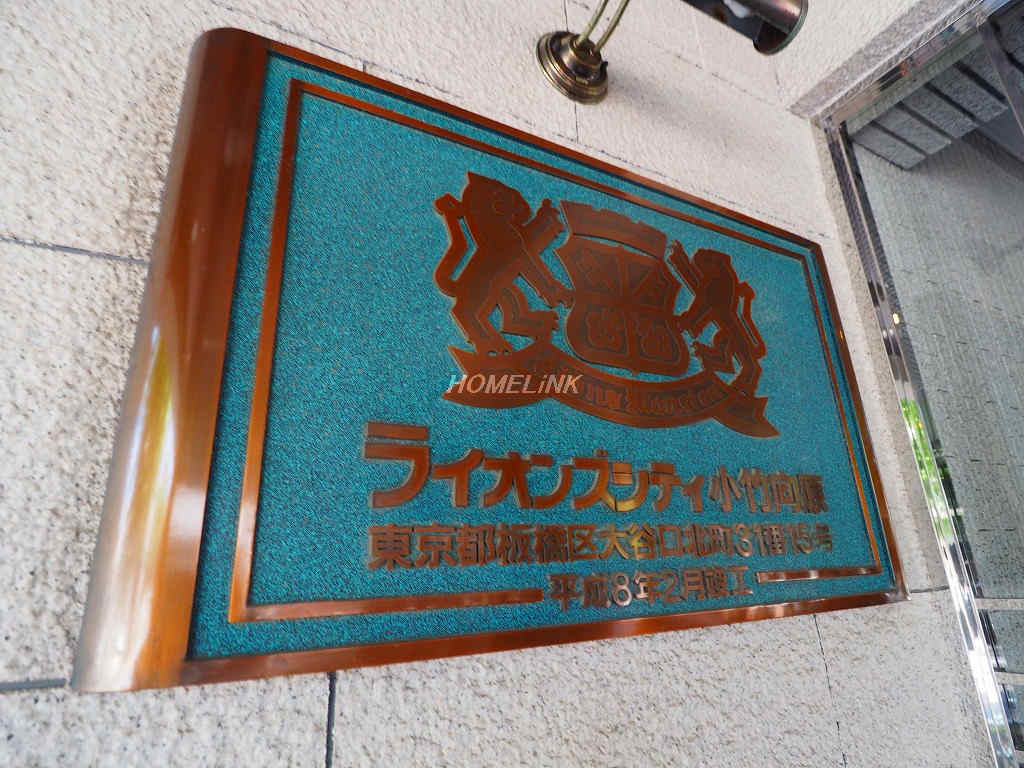 HOMELiNK
ライオンズシティ小竹向原
東京都板橋区大谷口北町31番15号
平成8年2月竣工